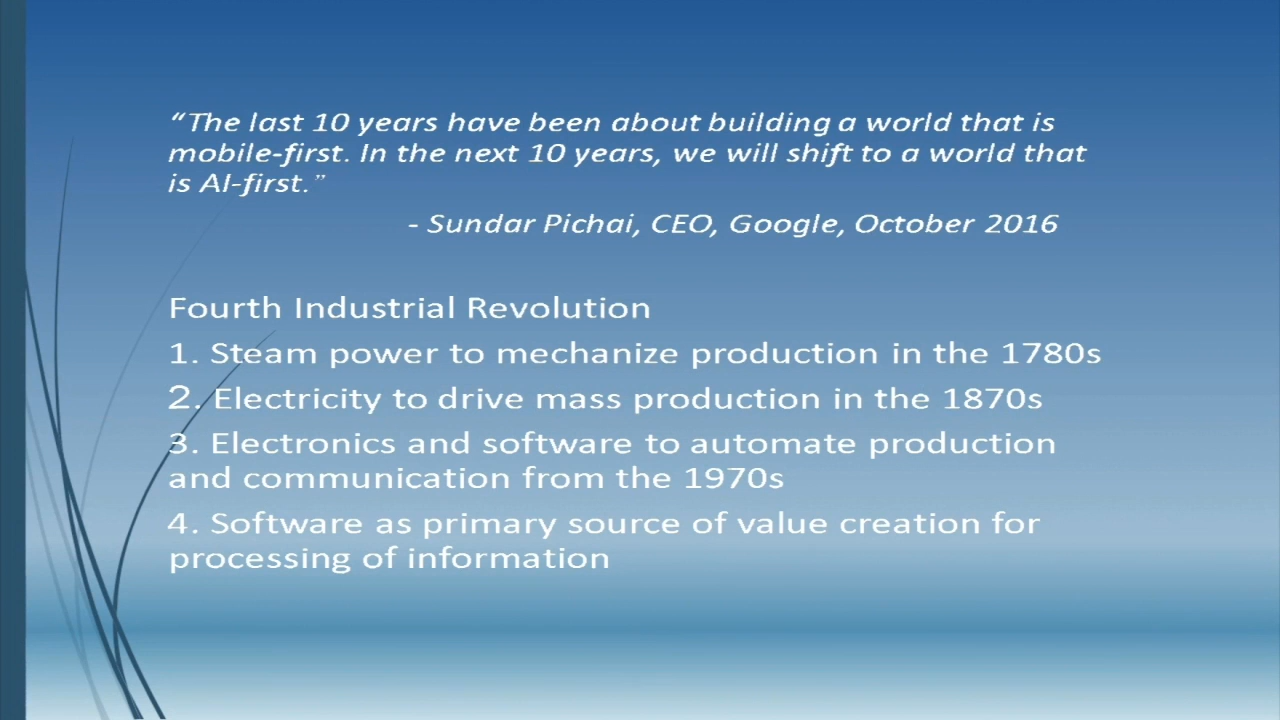 “The last 10 years have been about building a world that is
mobile-first. In the next 10 years, we will shift to a world that
is AI-first.”
- Sundar Pichai, CEO, Google, October 2016
Fourth Industrial Revolution
1. Steam power to mechanize production in the 1780s
2. Electricity to drive mass production in the 1870s
3. Electronics and software to automate production
and communication from the 1970s
4. Software as primary source of value creation for
processing of information